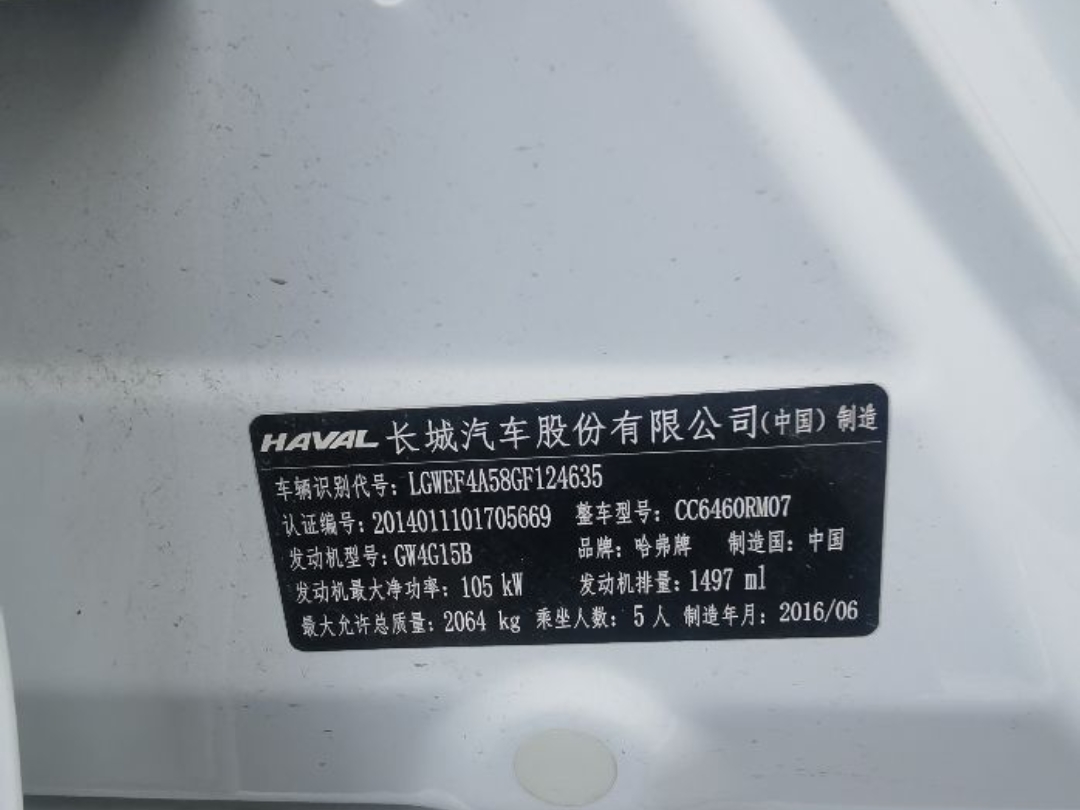 HAVAL 长城汽车股份有限公司(中国)制造
车辆识别代号: LGWEF4A58GF124635
认证编号: 2014011101705669 整车型号: CC6460RM07
发动机型号: GW4G15B 品牌: 哈弗牌 制造国: 中国
发动机最大净功率: 105 kW 发动机排量: 1497 ml
最大允许总质量: 2064 kg 乘坐人数: 5 人 制造年月: 2016/06